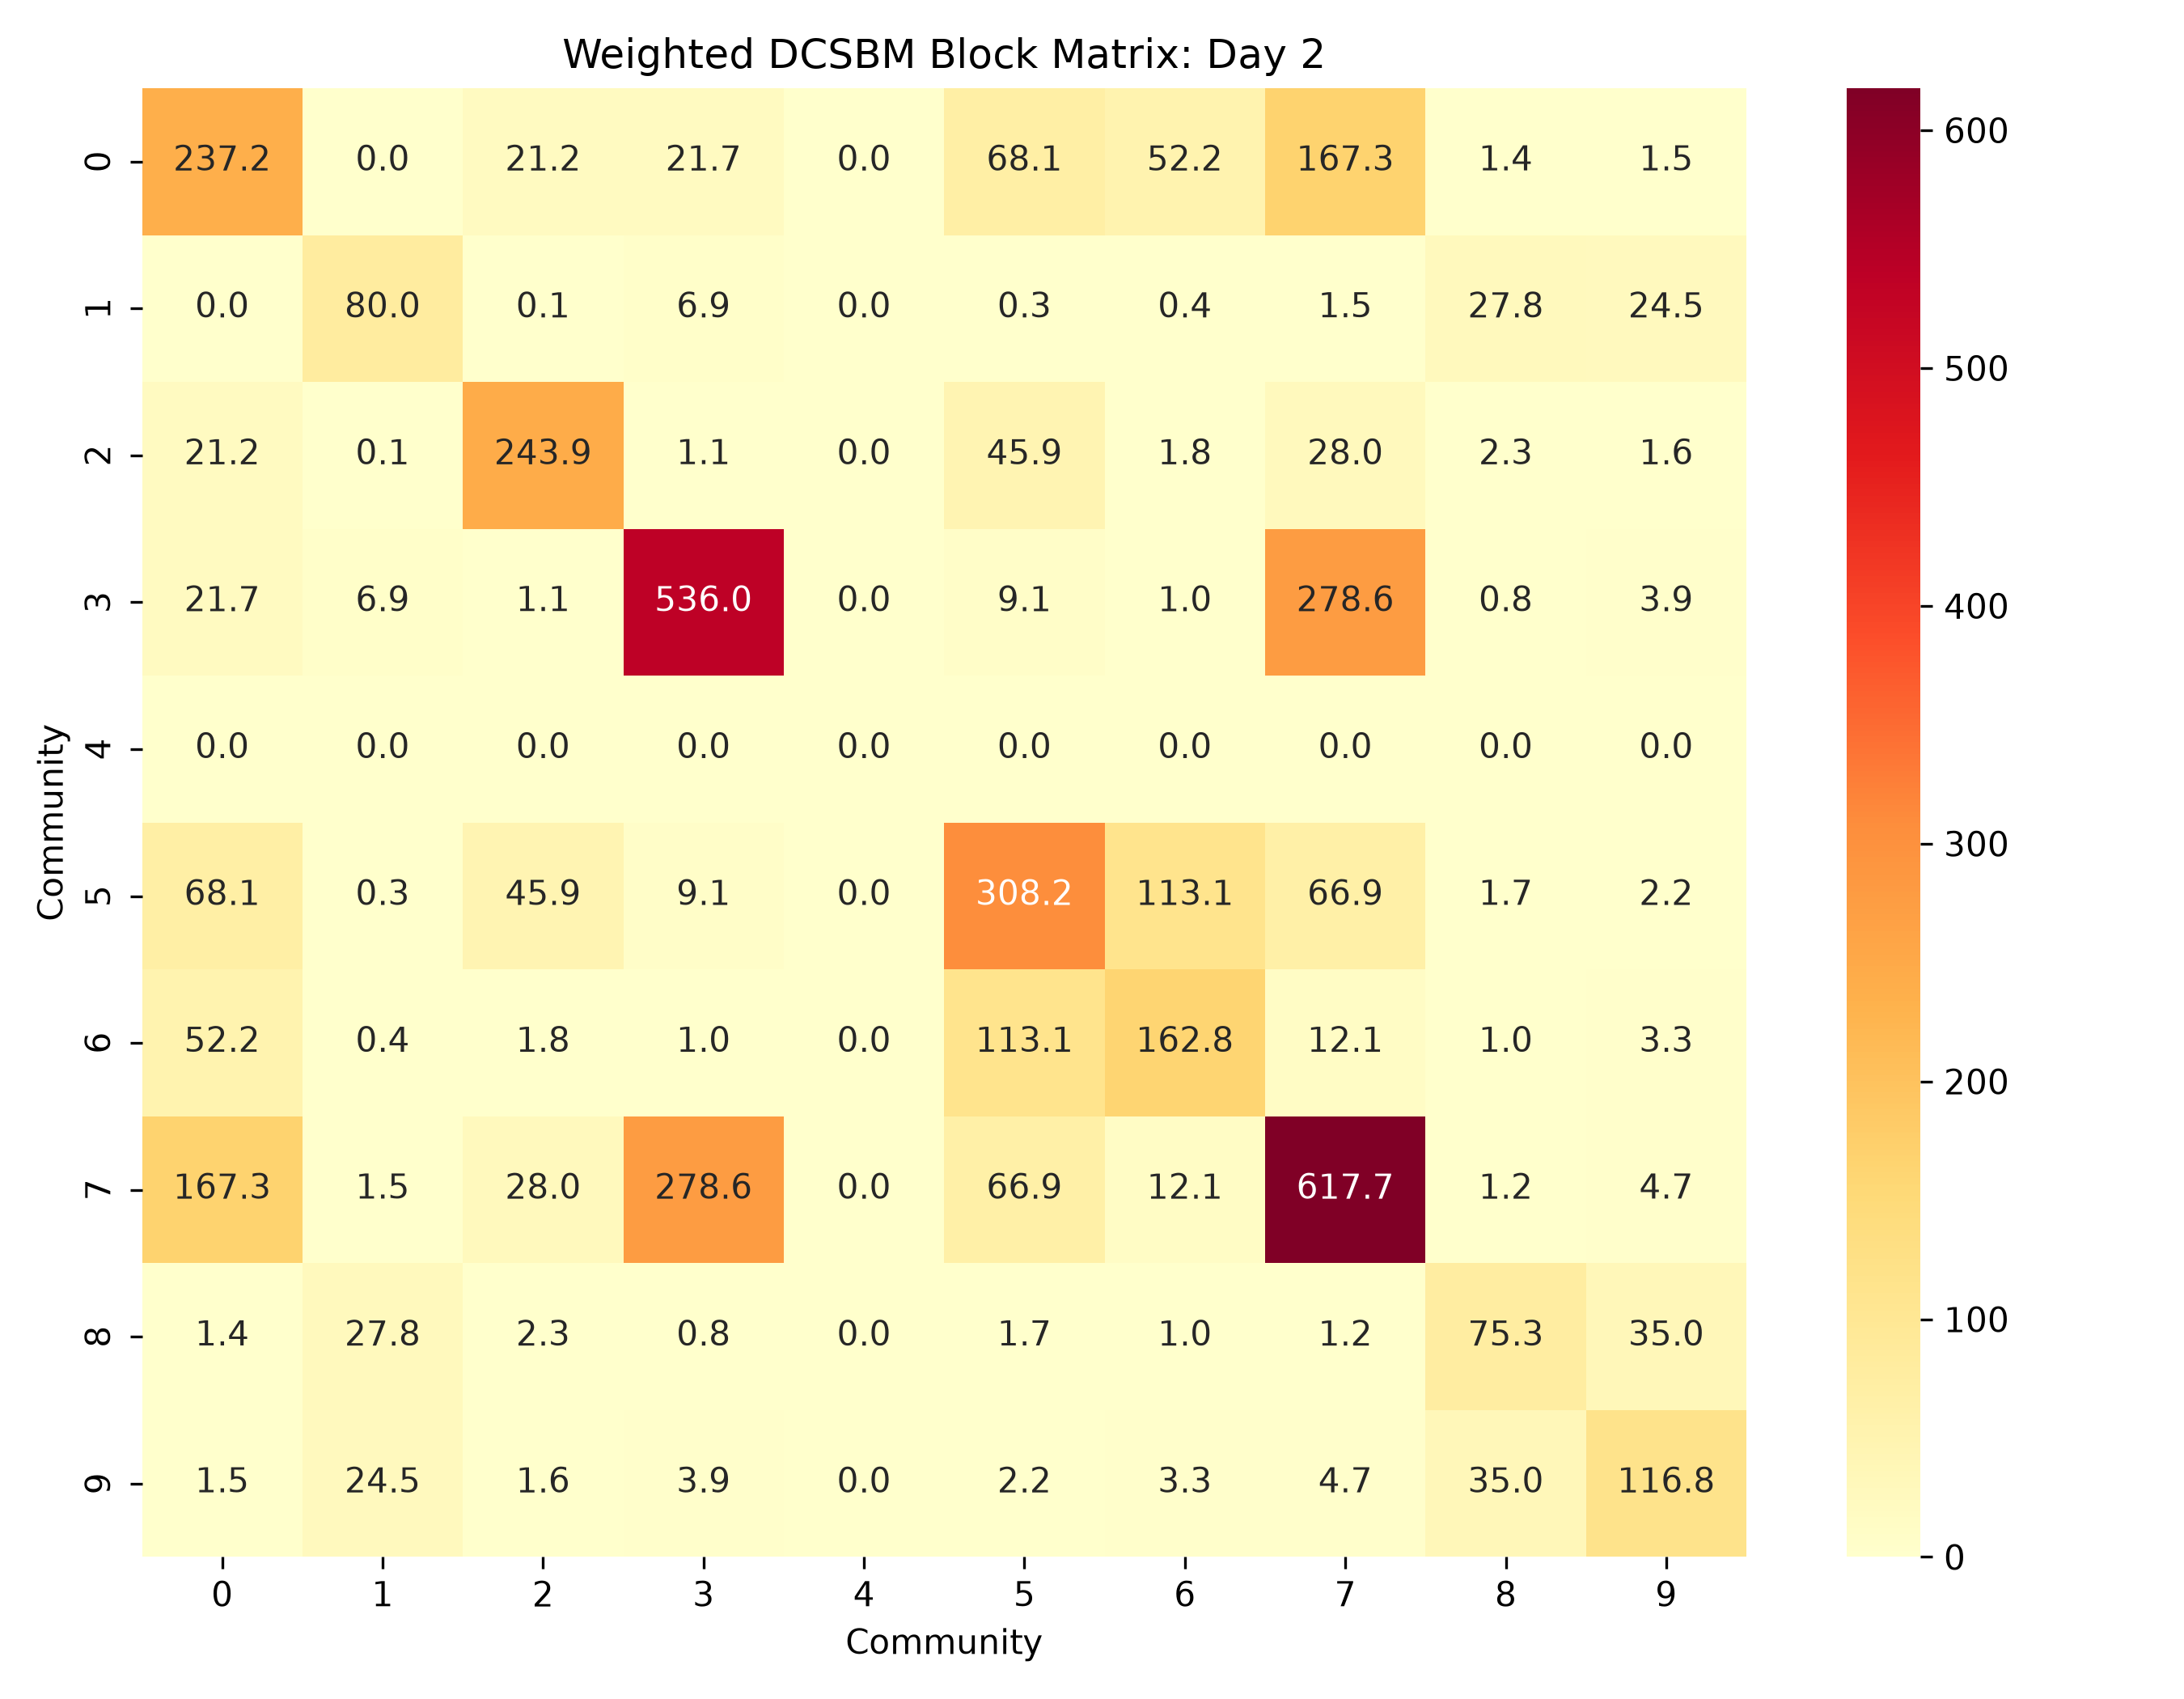 Weighted DCSBM Block Matrix: Day 2
0 237.2 0.0 21.2 21.7 0.0 68.1 52.2 167.3 1.4 1.5
1 0.0 80.0 0.1 6.9 0.0 0.3 0.4 1.5 27.8 24.5
2 21.2 0.1 243.9 1.1 0.0 45.9 1.8 28.0 2.3 1.6
3 21.7 6.9 1.1 536.0 0.0 9.1 1.0 278.6 0.8 3.9
4 0.0 0.0 0.0 0.0 0.0 0.0 0.0 0.0 0.0 0.0
5 68.1 0.3 45.9 9.1 0.0 308.2 113.1 66.9 1.7 2.2
6 52.2 0.4 1.8 1.0 0.0 113.1 162.8 12.1 1.0 3.3
7 167.3 1.5 28.0 278.6 0.0 66.9 12.1 617.7 1.2 4.7
8 1.4 27.8 2.3 0.8 0.0 1.7 1.0 1.2 75.3 35.0
9 1.5 24.5 1.6 3.9 0.0 2.2 3.3 4.7 35.0 116.8
0 1 2 3 4 5 6 7 8 9
Community
Community
600
500
400
300
200
100
0